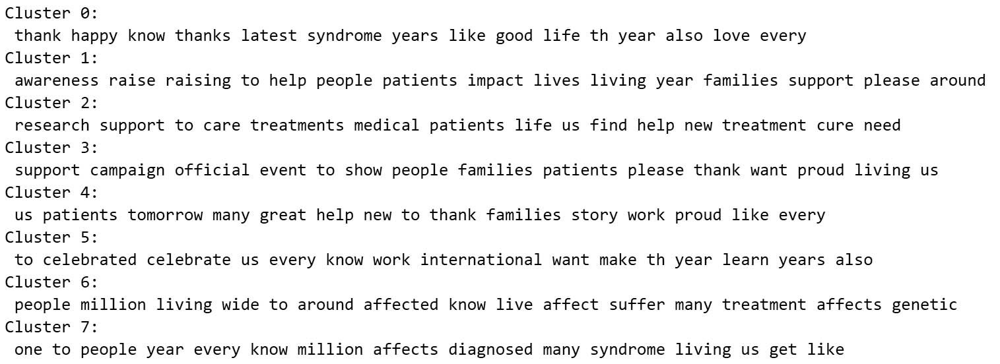 Cluster 0:
thank happy know thanks latest syndrome years like good life th year also love every
Cluster 1:
awareness raise raising to help people patients impact lives living year families support please around
Cluster 2:
research support to care treatments medical patients life us find help new treatment cure need
Cluster 3:
support campaign official event to show people families patients please thank want proud living us
Cluster 4:
us patients tomorrow many great help new to thank families story work proud like every
Cluster 5:
to celebrated celebrate us every know work international want make th year learn years also
Cluster 6:
people million living wide to around affected know live affect suffer many treatment affects genetic
Cluster 7:
one to people year every know million affects diagnosed many syndrome living us get like